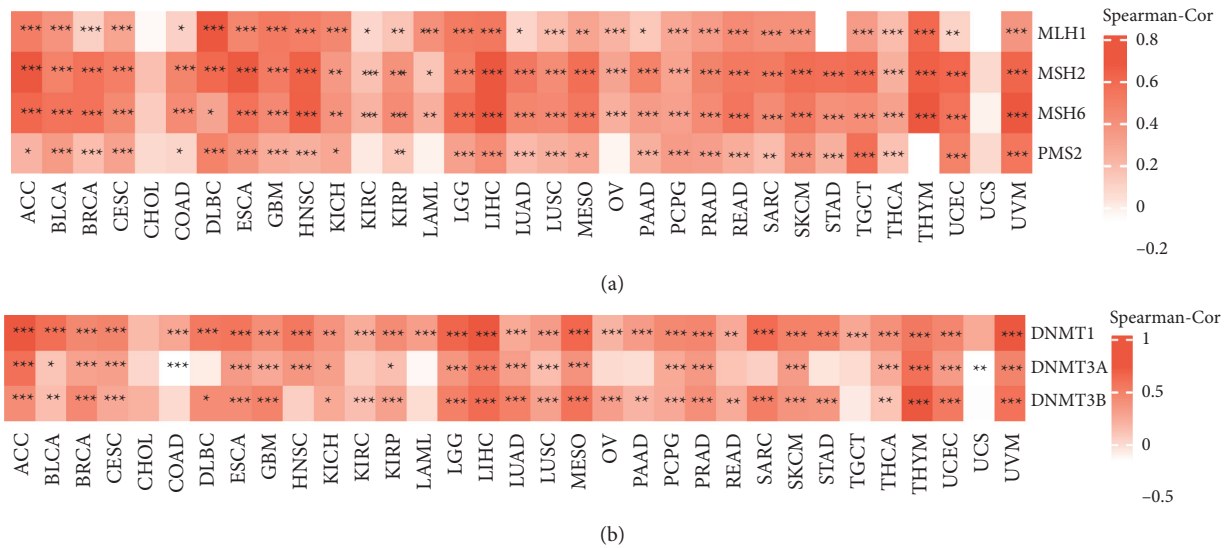 Spearman-Cor
*** *** *** *** * *** *** *** *** *** * ** *** *** *** * *** *** *** * *** *** *** *** *** *** *** *** ** *** MLH1
*** *** *** *** *** *** *** *** *** ** *** *** * *** *** *** *** *** *** *** *** *** *** *** *** *** *** *** *** *** *** MSH2
*** *** *** *** *** * *** *** *** ** *** *** ** *** *** *** *** *** *** *** *** *** *** *** *** *** *** *** *** *** *** MSH6
* *** *** *** * *** *** *** *** * ** *** *** *** *** ** *** *** *** *** ** *** *** *** *** *** *** PMS2
0.8
0.6
0.4
0.2
0
−0.2
ACC BLCA BRCA CESC CHOL COAD DLBC ESCA GBM HNSC KICH KIRC KIRP LAML LGG LIHC LUAD LUSC MESO OV PAAD PCPG PRAD READ SARC SKCM STAD TGCT THCA THYM UCEC UCS UVM
(a)
Spearman-Cor
*** *** *** *** *** *** *** *** *** ** *** *** *** *** *** *** *** *** *** *** *** *** ** *** *** *** *** *** *** *** *** DNMT1
*** * *** *** *** *** *** *** * * *** *** *** *** *** *** *** *** *** *** *** ** *** DNMT3A
*** ** *** *** * *** *** * ** *** *** *** *** *** *** *** ** *** *** ** *** *** *** ** *** *** *** DNMT3B
1
0.5
0
−0.5
ACC BLCA BRCA CESC CHOL COAD DLBC ESCA GBM HNSC KICH KIRC KIRP LAML LGG LIHC LUAD LUSC MESO OV PAAD PCPG PRAD READ SARC SKCM STAD TGCT THCA THYM UCEC UCS UVM
(b)